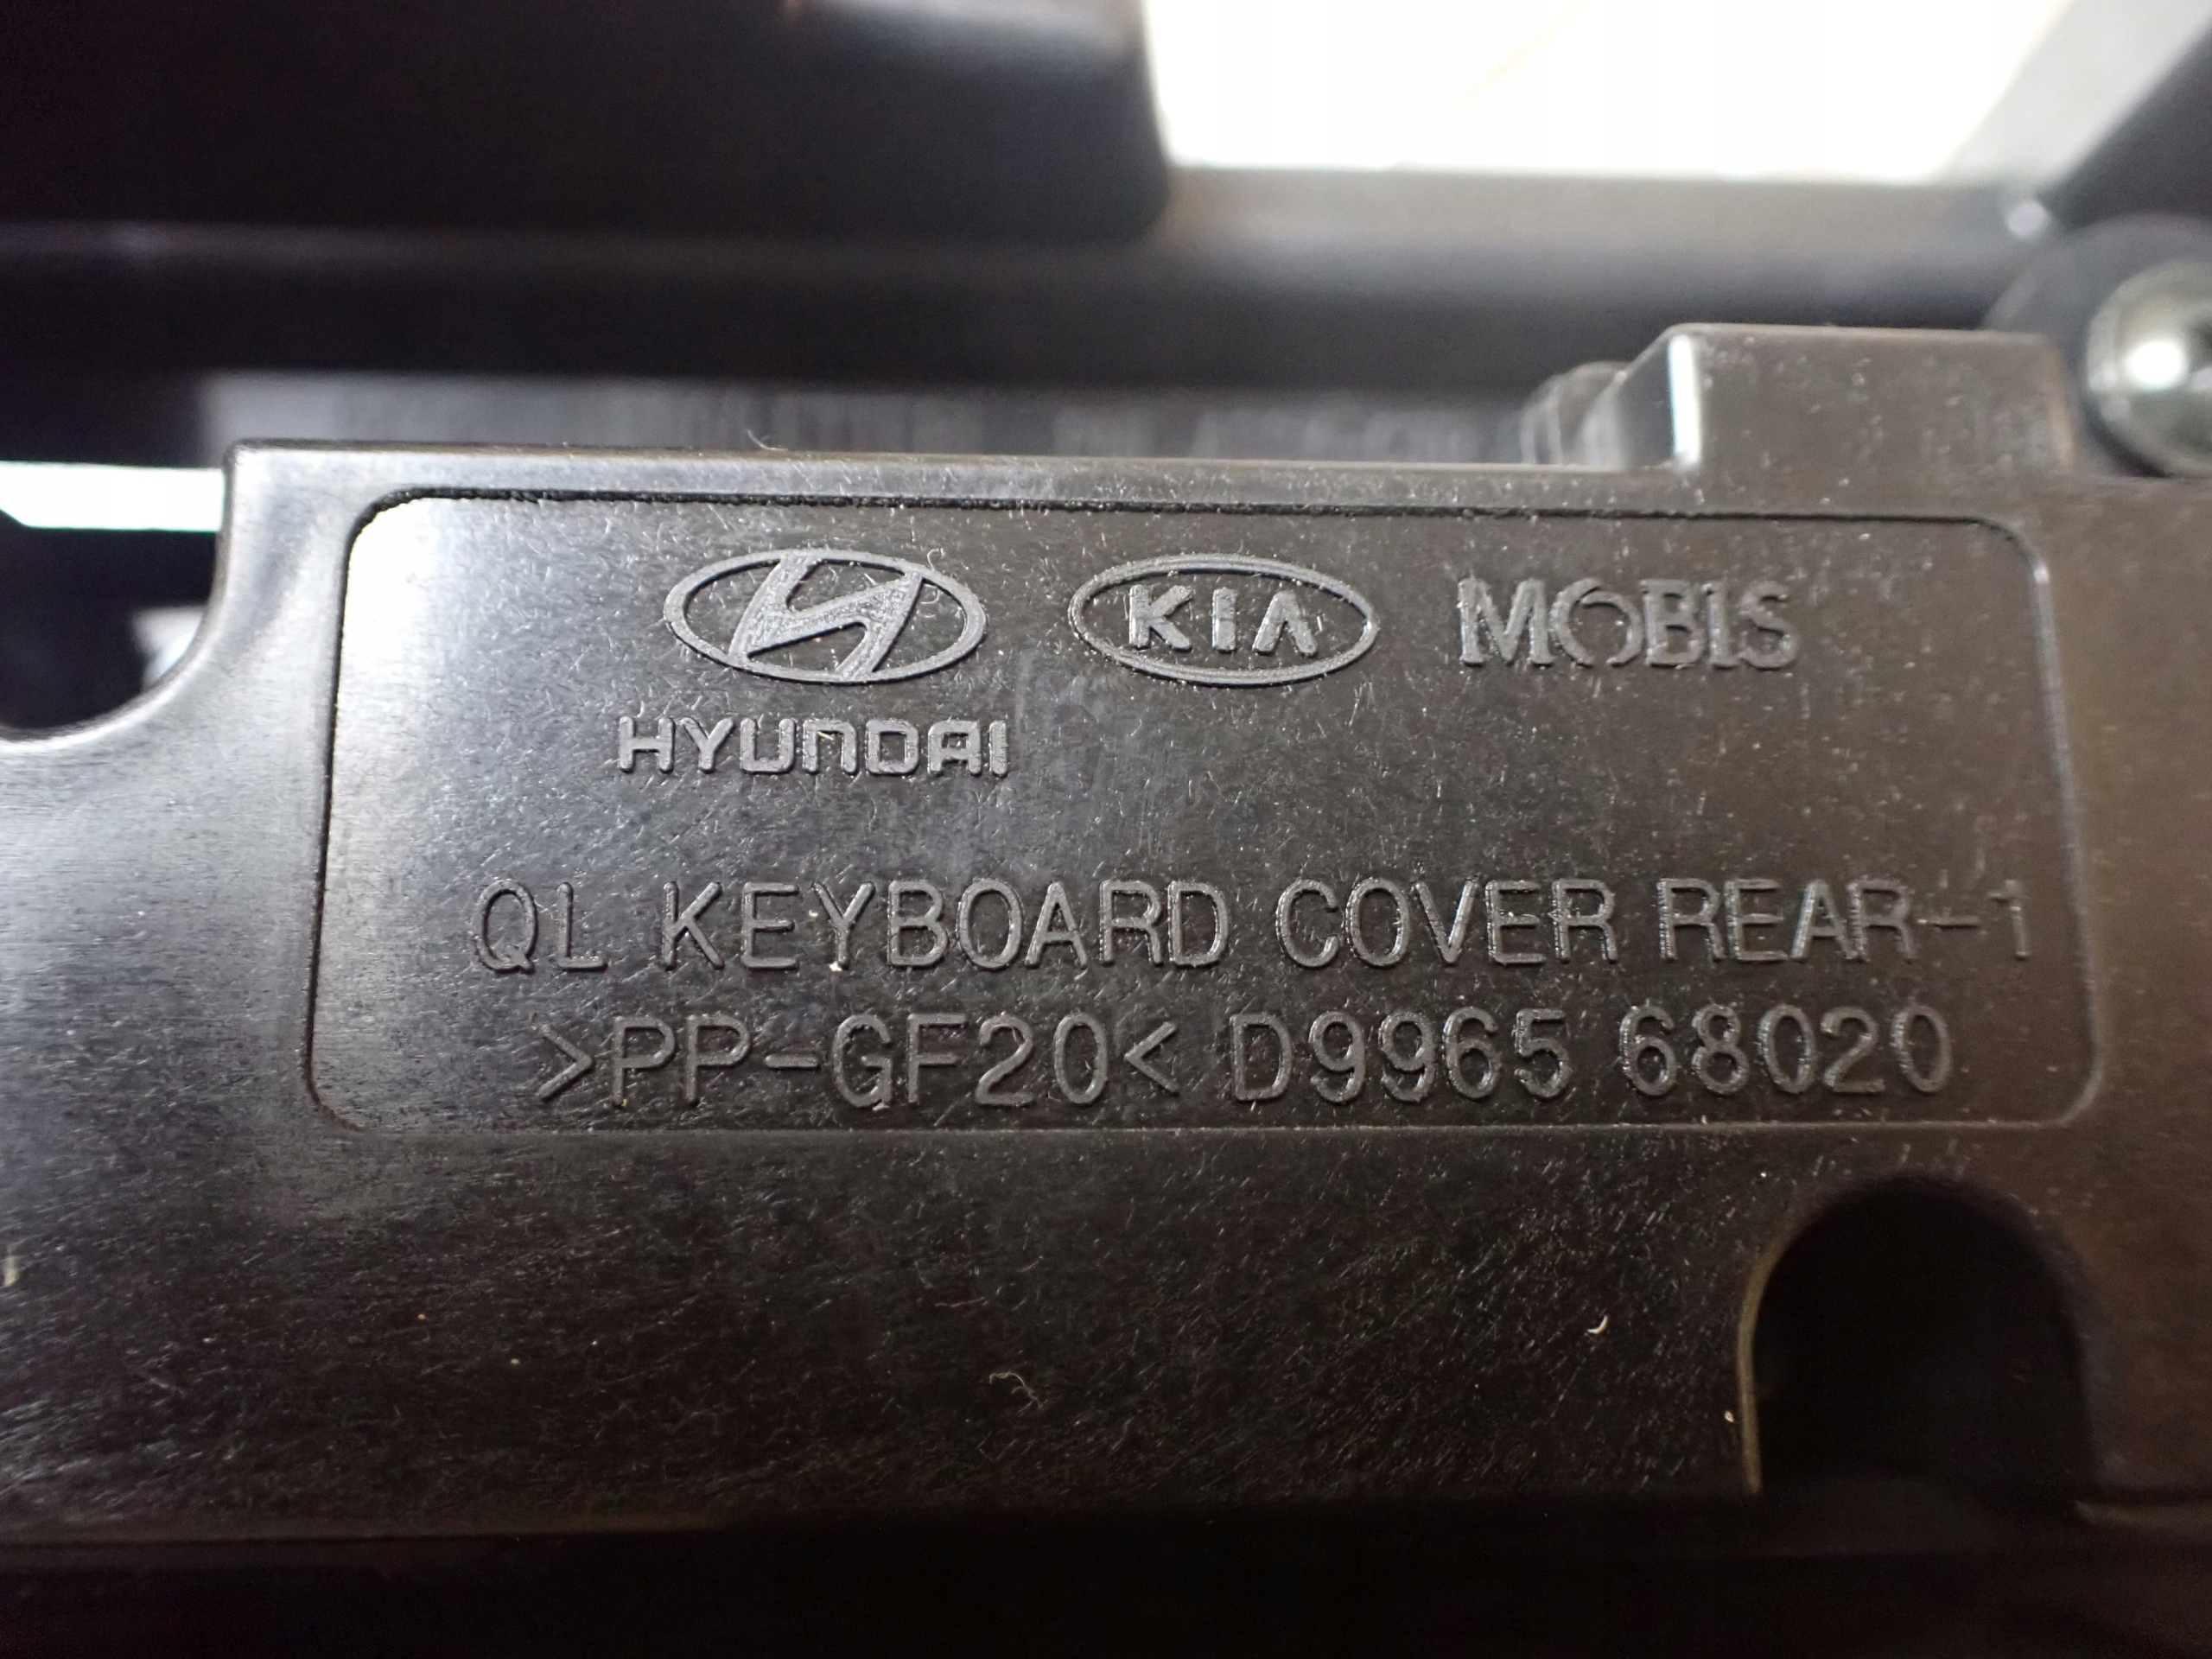 KIA MOBIS
HYUNDAI
QL KEYBOARD COVER REAR-1
>PP-GF20< D9965 68020